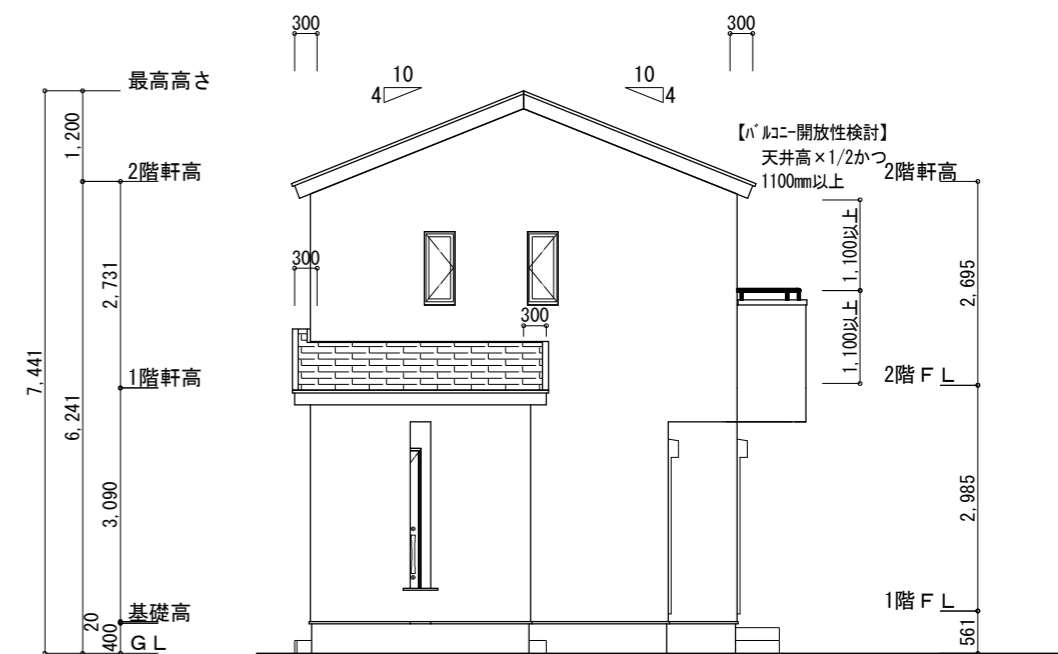 300
300
最高高さ
10
4
10
4
1,200
【バルコニー開放性検討】
天井高×1/2かつ
1100mm以上
2階軒高
2階軒高
1,100以上
300
2,731
2,695
300
1,100以上
7,441
1階軒高
2階ＦＬ
6,241
3,090
2,985
1階ＦＬ
基礎高
20
400
ＧＬ
561